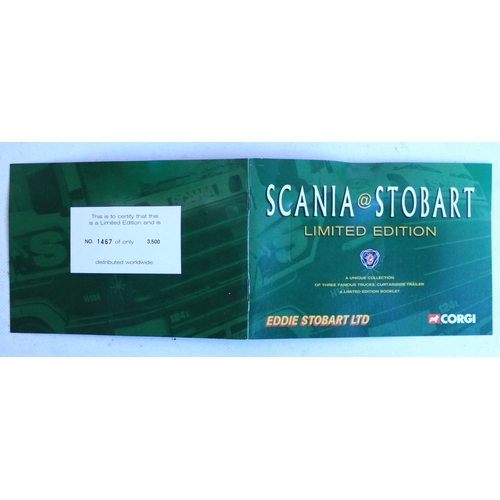 This is to certify that this
is a Limited Edition and is
NO. 1467 of only 3,500
distributed worldwide.
SCANIA @ STOBART
LIMITED EDITION
A UNIQUE COLLECTION
OF THREE FAMOUS TRUCKS, CURTAINSIDE TRAILER
& LIMITED EDITION BOOKLET
EDDIE STOBART LTD
CORGI